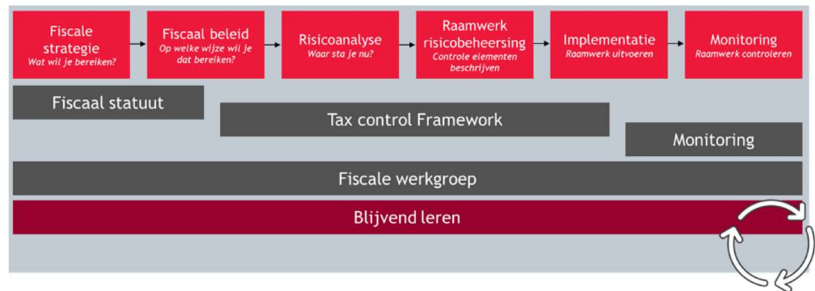 Fiscale
strategie
Wat wil je bereiken?
Fiscaal beleid
Op welke wijze wil je
dat bereiken?
Risicoanalyse
Waar sta je nu?
Raamwerk
risicobeheersing
Controle elementen
beschrijven
Implementatie
Raamwerk uitvoeren
Monitoring
Raamwerk controleren
Fiscaal statuut
Tax control Framework
Monitoring
Fiscale werkgroep
Blijvend leren